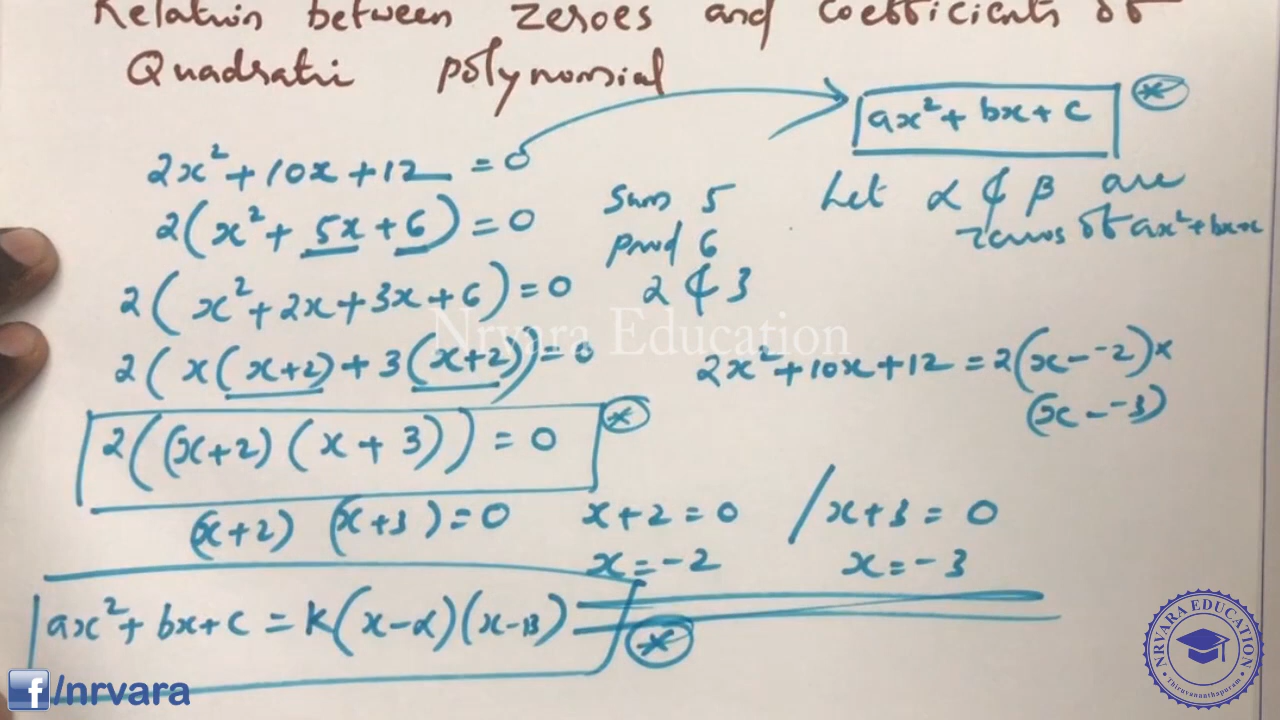 Relation between zeroes and coefficients of
Quadratic polynomial
ax² + bx + c
2x² + 10x + 12 = 0
2(x² + 5x + 6) = 0
Sum 5
prod 6
2 & 3
Let α & β are
zeroes of ax² + bx + c
2(x² + 2x + 3x + 6) = 0
2(x(x+2) + 3(x+2)) = 0
2x² + 10x + 12 = 2(x - -2)×
(x - -3)
2((x+2)(x + 3)) = 0
(x+2) (x+3) = 0
x+2 = 0 / x+3 = 0
x = -2 x = -3
ax² + bx + c = K(x-α)(x-β)
Nrvara Education
f/nrvara
NRVARA EDUCATION
Thiruvananthapuram